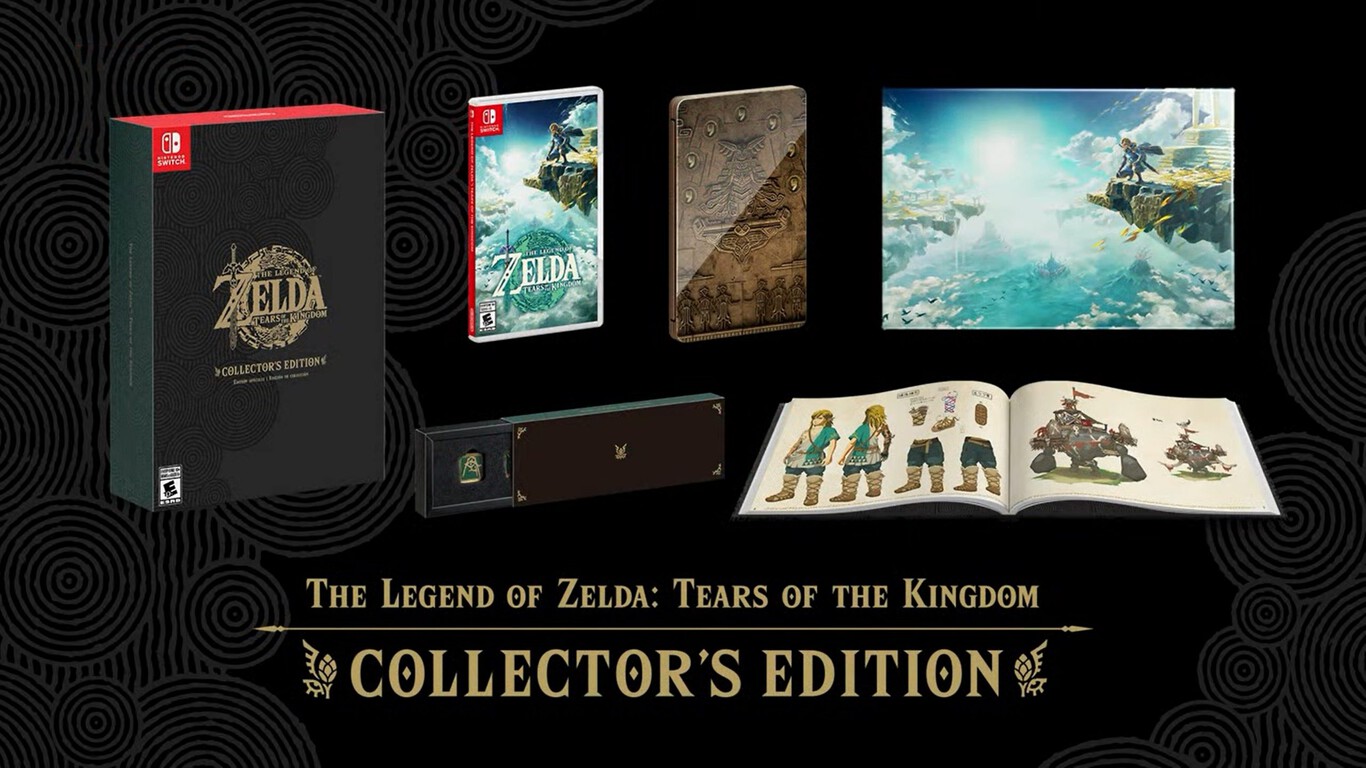 NINTENDO
SWITCH
THE LEGEND OF
ZELDA
TEARS OF THE KINGDOM
COLLECTOR'S EDITION
E
NINTENDO
SWITCH
THE LEGEND OF
ZELDA
TEARS OF THE KINGDOM
E
THE LEGEND OF ZELDA: TEARS OF THE KINGDOM
COLLECTOR'S EDITION